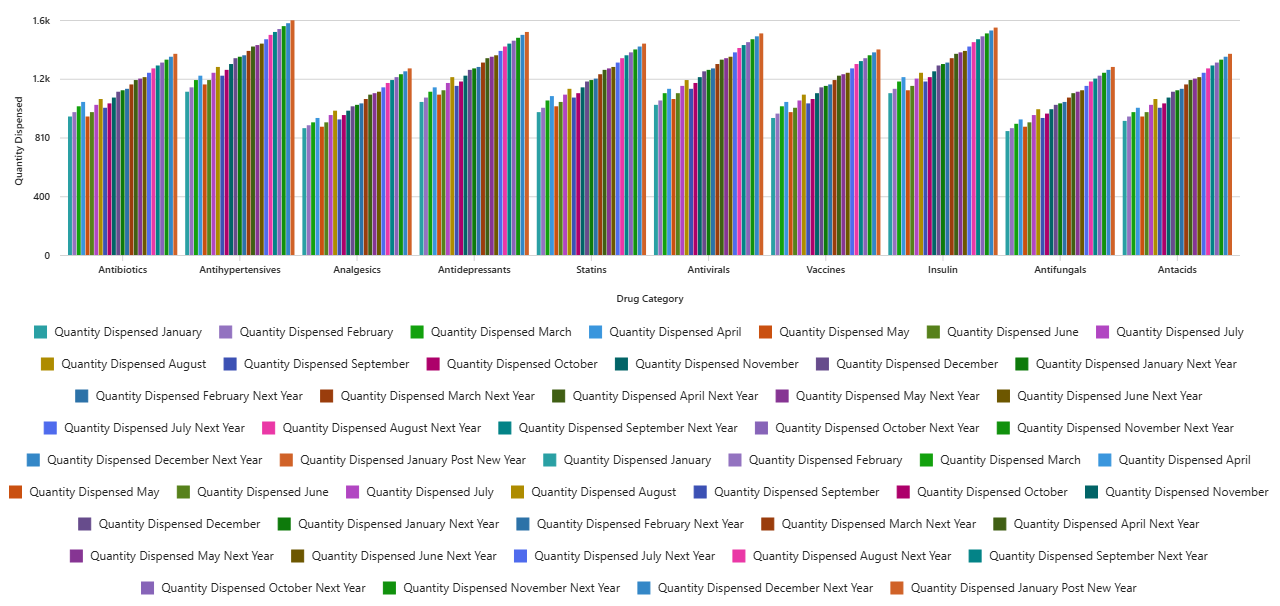 1.6k
1.2k
810
400
0
Quantity Dispensed
Antibiotics Antihypertensives Analgesics Antidepressants Statins Antivirals Vaccines Insulin Antifungals Antacids
Drug Category
Quantity Dispensed January Quantity Dispensed February Quantity Dispensed March Quantity Dispensed April Quantity Dispensed May Quantity Dispensed June Quantity Dispensed July
Quantity Dispensed August Quantity Dispensed September Quantity Dispensed October Quantity Dispensed November Quantity Dispensed December Quantity Dispensed January Next Year
Quantity Dispensed February Next Year Quantity Dispensed March Next Year Quantity Dispensed April Next Year Quantity Dispensed May Next Year Quantity Dispensed June Next Year
Quantity Dispensed July Next Year Quantity Dispensed August Next Year Quantity Dispensed September Next Year Quantity Dispensed October Next Year Quantity Dispensed November Next Year
Quantity Dispensed December Next Year Quantity Dispensed January Post New Year Quantity Dispensed January Quantity Dispensed February Quantity Dispensed March Quantity Dispensed April
Quantity Dispensed May Quantity Dispensed June Quantity Dispensed July Quantity Dispensed August Quantity Dispensed September Quantity Dispensed October Quantity Dispensed November
Quantity Dispensed December Quantity Dispensed January Next Year Quantity Dispensed February Next Year Quantity Dispensed March Next Year Quantity Dispensed April Next Year
Quantity Dispensed May Next Year Quantity Dispensed June Next Year Quantity Dispensed July Next Year Quantity Dispensed August Next Year Quantity Dispensed September Next Year
Quantity Dispensed October Next Year Quantity Dispensed November Next Year Quantity Dispensed December Next Year Quantity Dispensed January Post New Year